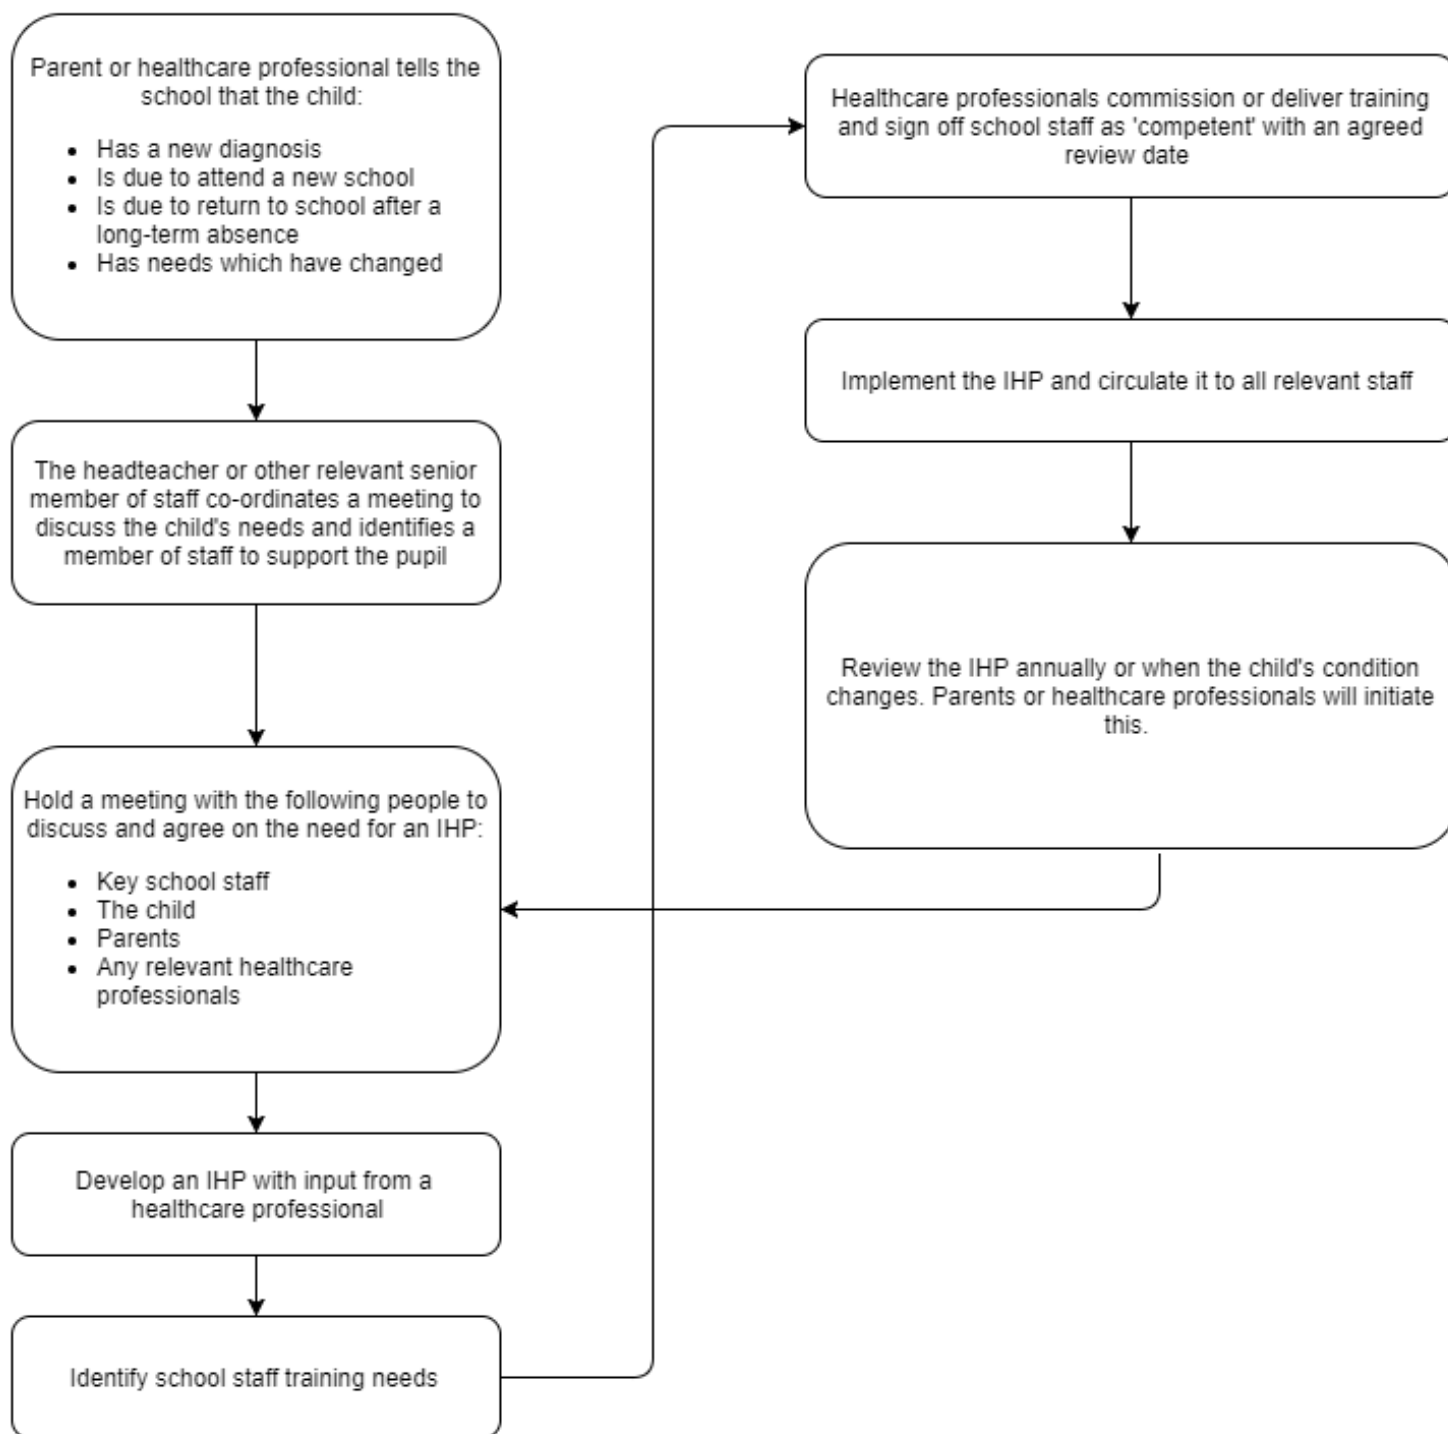 Parent or healthcare professional tells the
school that the child:
• Has a new diagnosis
• Is due to attend a new school
• Is due to return to school after a
long-term absence
• Has needs which have changed
The headteacher or other relevant senior
member of staff co-ordinates a meeting to
discuss the child's needs and identifies a
member of staff to support the pupil
Hold a meeting with the following people to
discuss and agree on the need for an IHP:
• Key school staff
• The child
• Parents
• Any relevant healthcare
professionals
Develop an IHP with input from a
healthcare professional
Identify school staff training needs
Healthcare professionals commission or deliver training
and sign off school staff as 'competent' with an agreed
review date
Implement the IHP and circulate it to all relevant staff
Review the IHP annually or when the child's condition
changes. Parents or healthcare professionals will initiate
this.